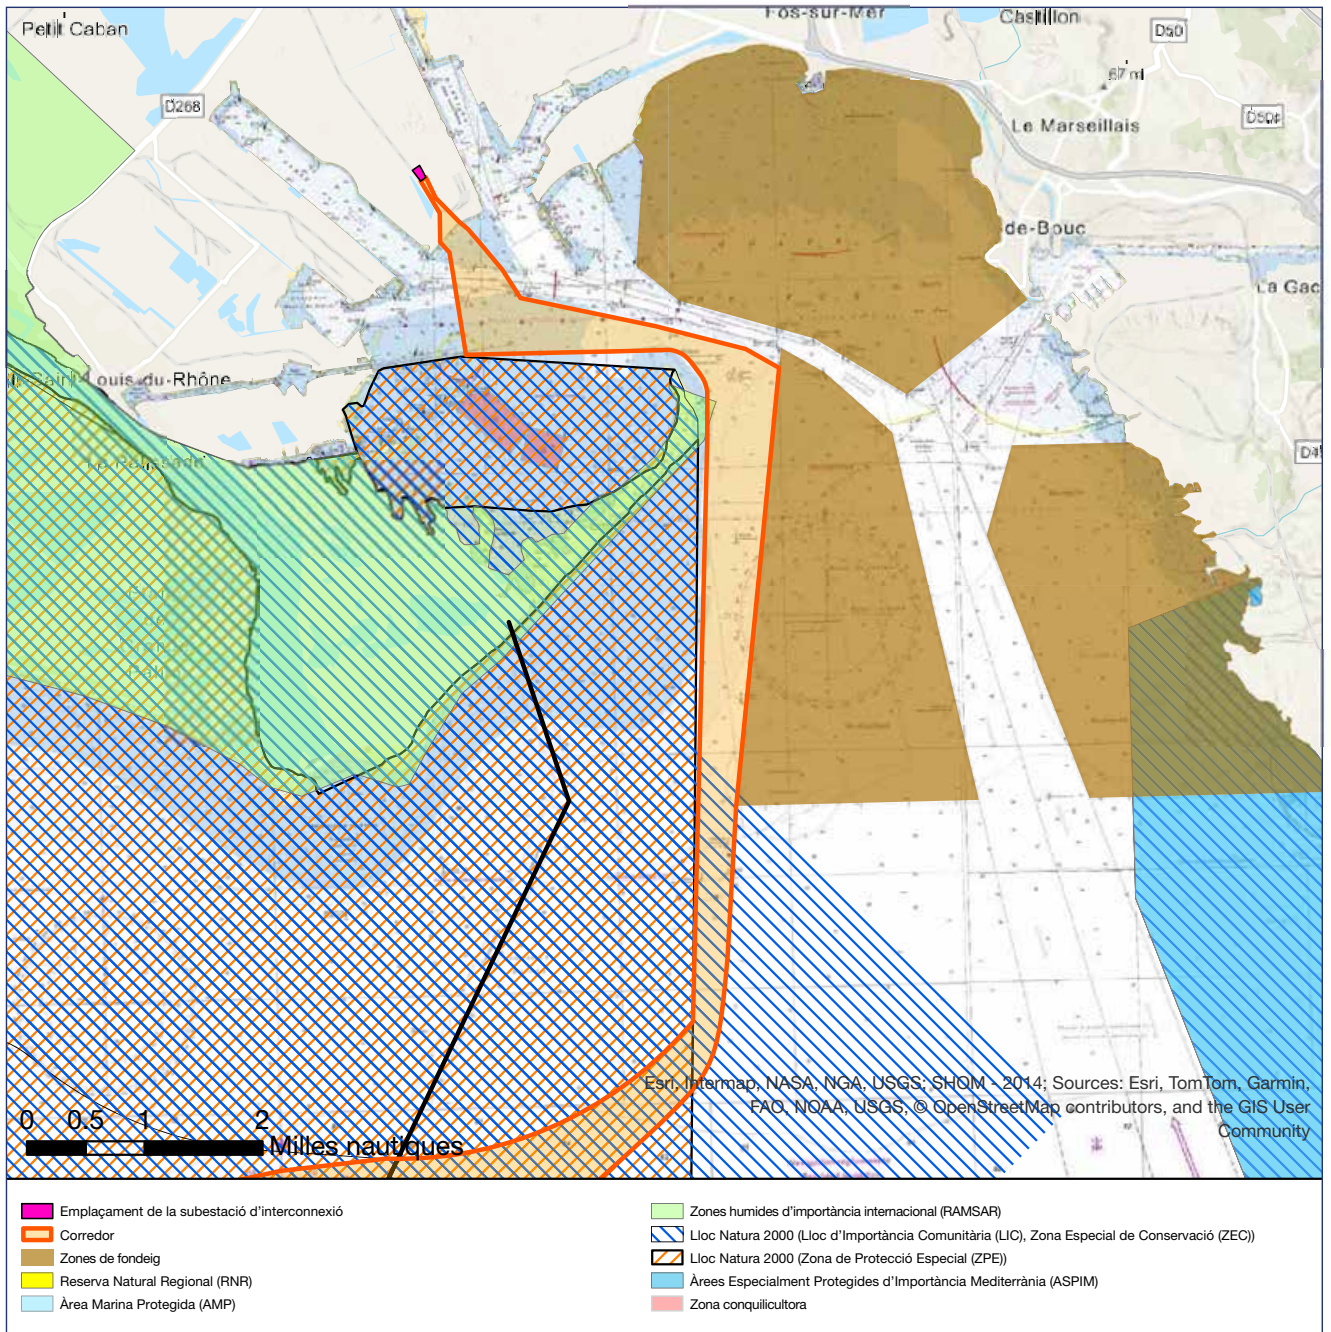 Petit Caban
Fos-sur-Mer
Castillon
D50
67 m
D268
D50s
Le Marseillais
de-Bouc
La Gac
Saint-Louis-du-Rhône
La Palissade
Esri, Intermap, NASA, NGA, USGS; SHOM - 2014; Sources: Esri, TomTom, Garmin,
FAO, NOAA, USGS, © OpenStreetMap contributors, and the GIS User
Community
0 0.5 1 2
Milles nautiques
Emplaçament de la subestació d'interconnexió
Corredor
Zones de fondeig
Reserva Natural Regional (RNR)
Àrea Marina Protegida (AMP)
Zones humides d'importància internacional (RAMSAR)
Lloc Natura 2000 (Lloc d'Importància Comunitària (LIC), Zona Especial de Conservació (ZEC))
Lloc Natura 2000 (Zona de Protecció Especial (ZPE))
Àrees Especialment Protegides d'Importància Mediterrània (ASPIM)
Zona conquilicultora